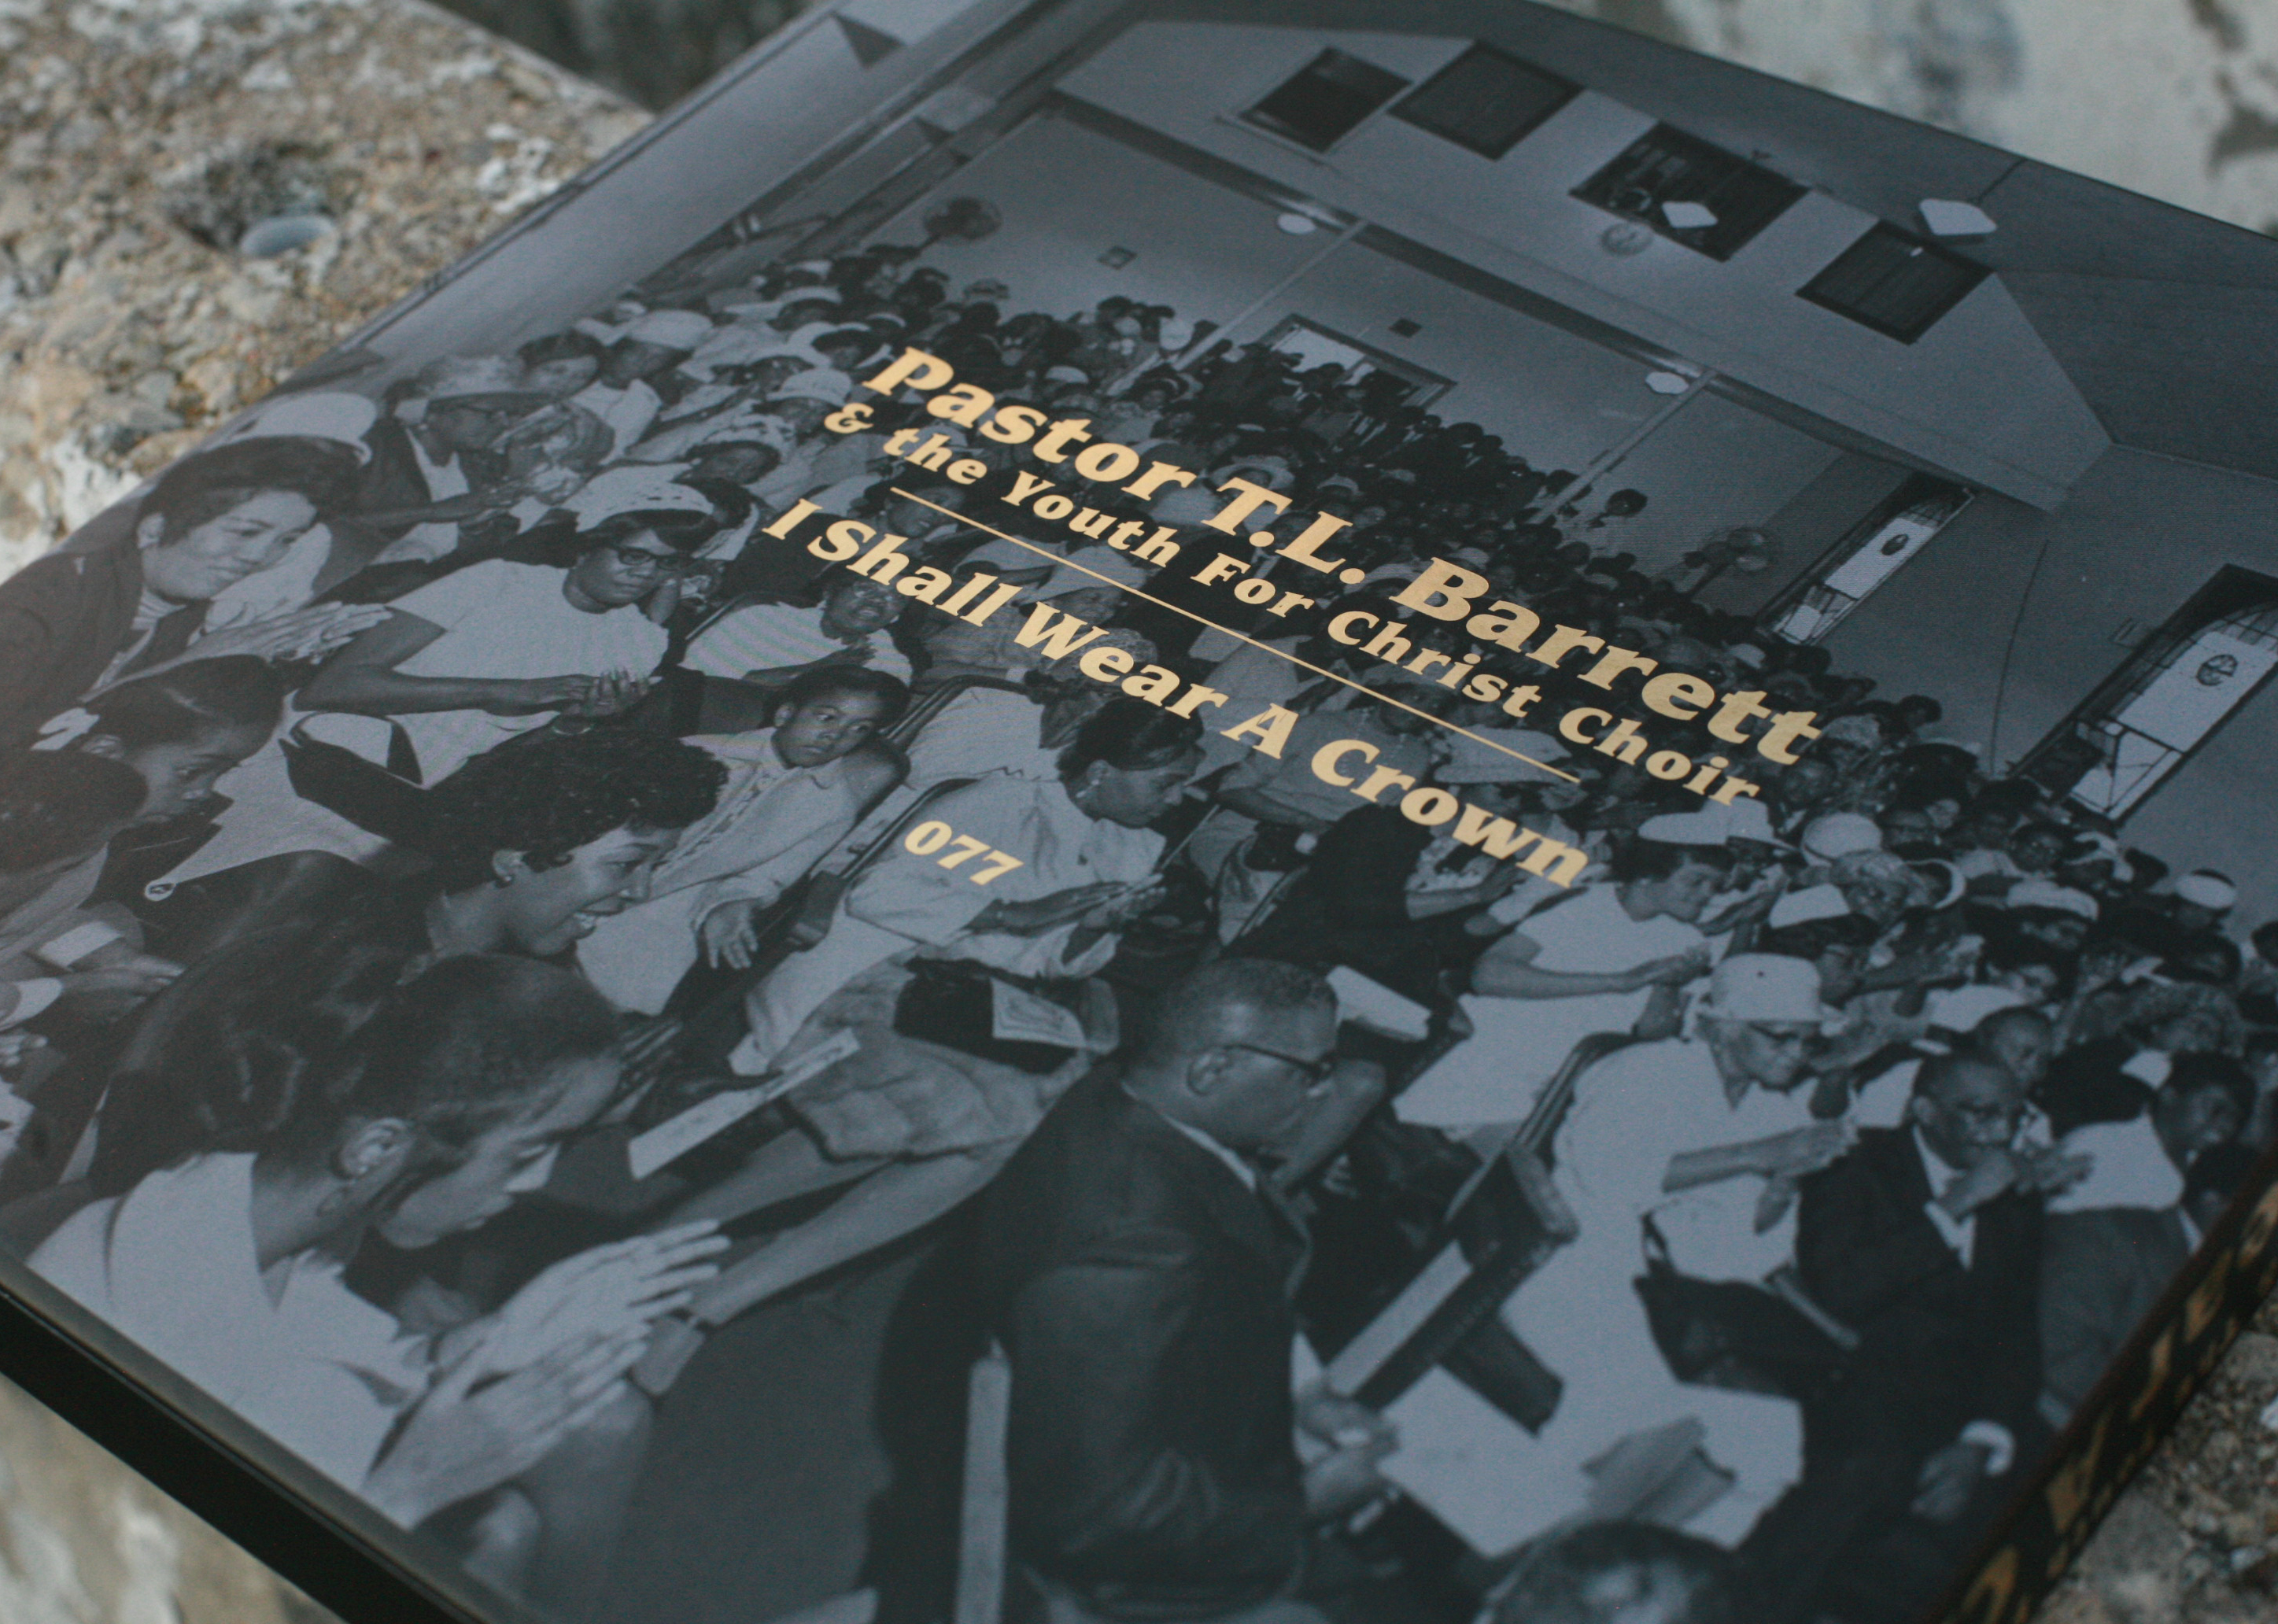 Pastor T.L. Barrett
& the Youth For Christ Choir
I Shall Wear A Crown
077